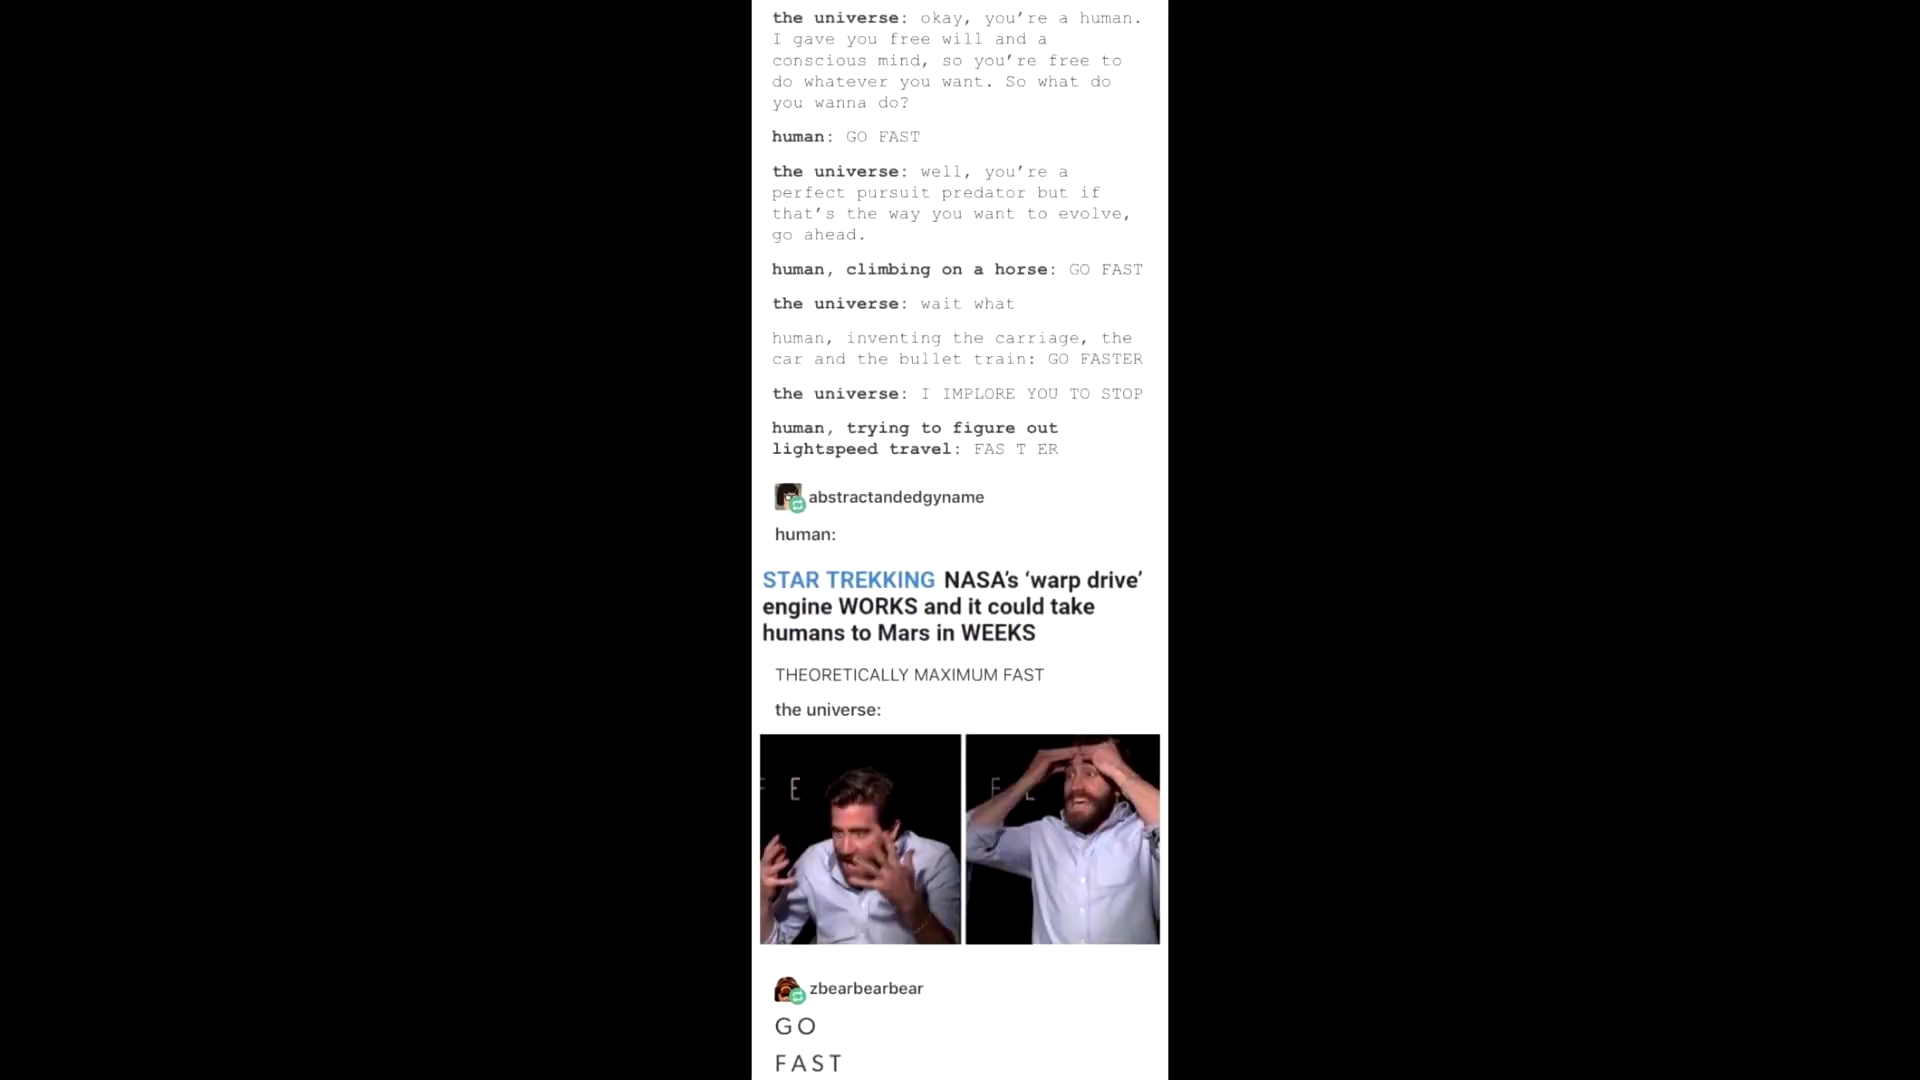 the universe: okay, you're a human.
I gave you free will and a
conscious mind, so you're free to
do whatever you want. So what do
you wanna do?
human: GO FAST
the universe: well, you're a
perfect pursuit predator but if
that's the way you want to evolve,
go ahead.
human, climbing on a horse: GO FAST
the universe: wait what
human, inventing the carriage, the
car and the bullet train: GO FASTER
the universe: I IMPLORE YOU TO STOP
human, trying to figure out
lightspeed travel: FAS T ER
abstractandedgyname
human:
STAR TREKKING NASA's 'warp drive'
engine WORKS and it could take
humans to Mars in WEEKS
THEORETICALLY MAXIMUM FAST
the universe:
F E
zbearbearbear
G O
F A S T